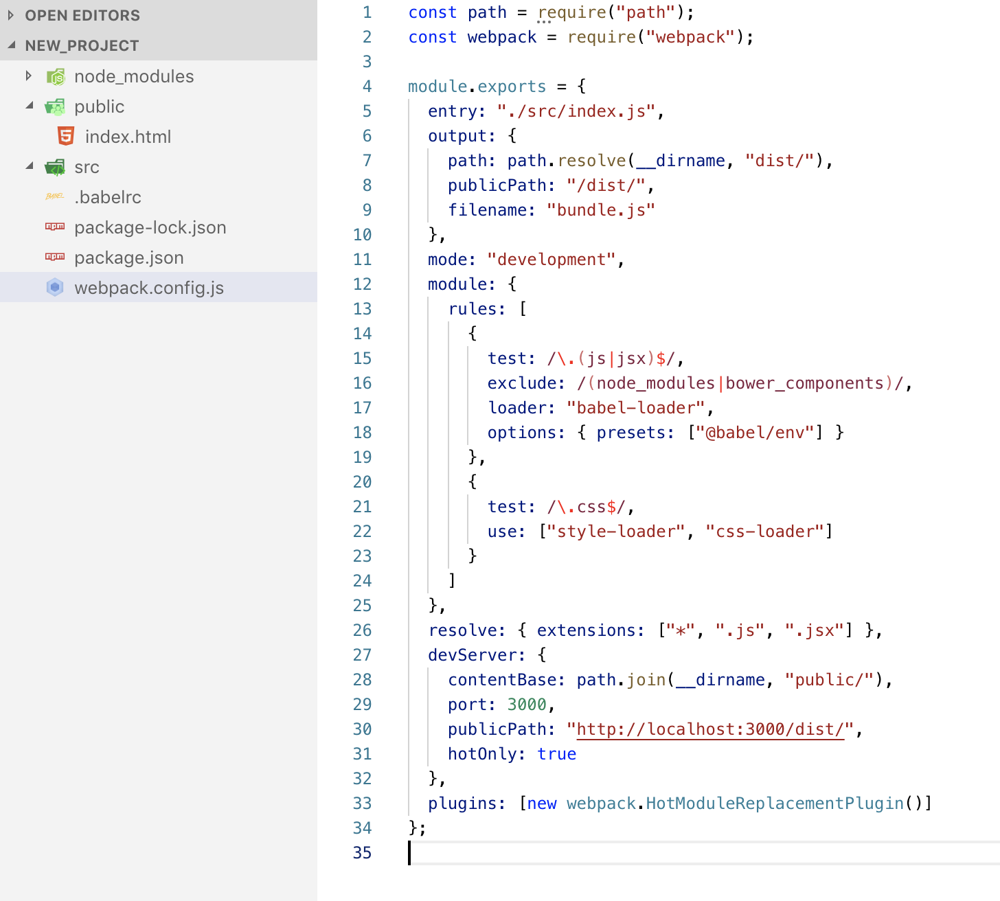 OPEN EDITORS
NEW_PROJECT
node_modules
public
index.html
src
.babelrc
package-lock.json
package.json
webpack.config.js
1 const path = require("path");
2 const webpack = require("webpack");
3
4 module.exports = {
5   entry: "./src/index.js",
6   output: {
7     path: path.resolve(__dirname, "dist/"),
8     publicPath: "/dist/",
9     filename: "bundle.js"
10   },
11   mode: "development",
12   module: {
13     rules: [
14       {
15         test: /\.(js|jsx)$/,
16         exclude: /(node_modules|bower_components)/,
17         loader: "babel-loader",
18         options: { presets: ["@babel/env"] }
19       },
20       {
21         test: /\.css$/,
22         use: ["style-loader", "css-loader"]
23       }
24     ]
25   },
26   resolve: { extensions: ["*", ".js", ".jsx"] },
27   devServer: {
28     contentBase: path.join(__dirname, "public/"),
29     port: 3000,
30     publicPath: "http://localhost:3000/dist/",
31     hotOnly: true
32   },
33   plugins: [new webpack.HotModuleReplacementPlugin()]
34 };
35